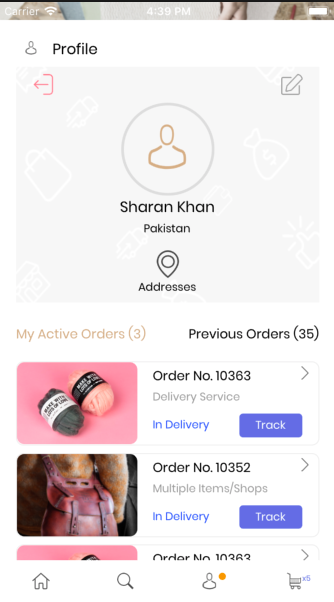 Carrier 4:39 PM
Profile
Sharan Khan
Pakistan
Addresses
My Active Orders (3) Previous Orders (35)
Order No. 10363
Delivery Service
In Delivery Track
Order No. 10352
Multiple Items/Shops
In Delivery Track
Order No. 10363
x5